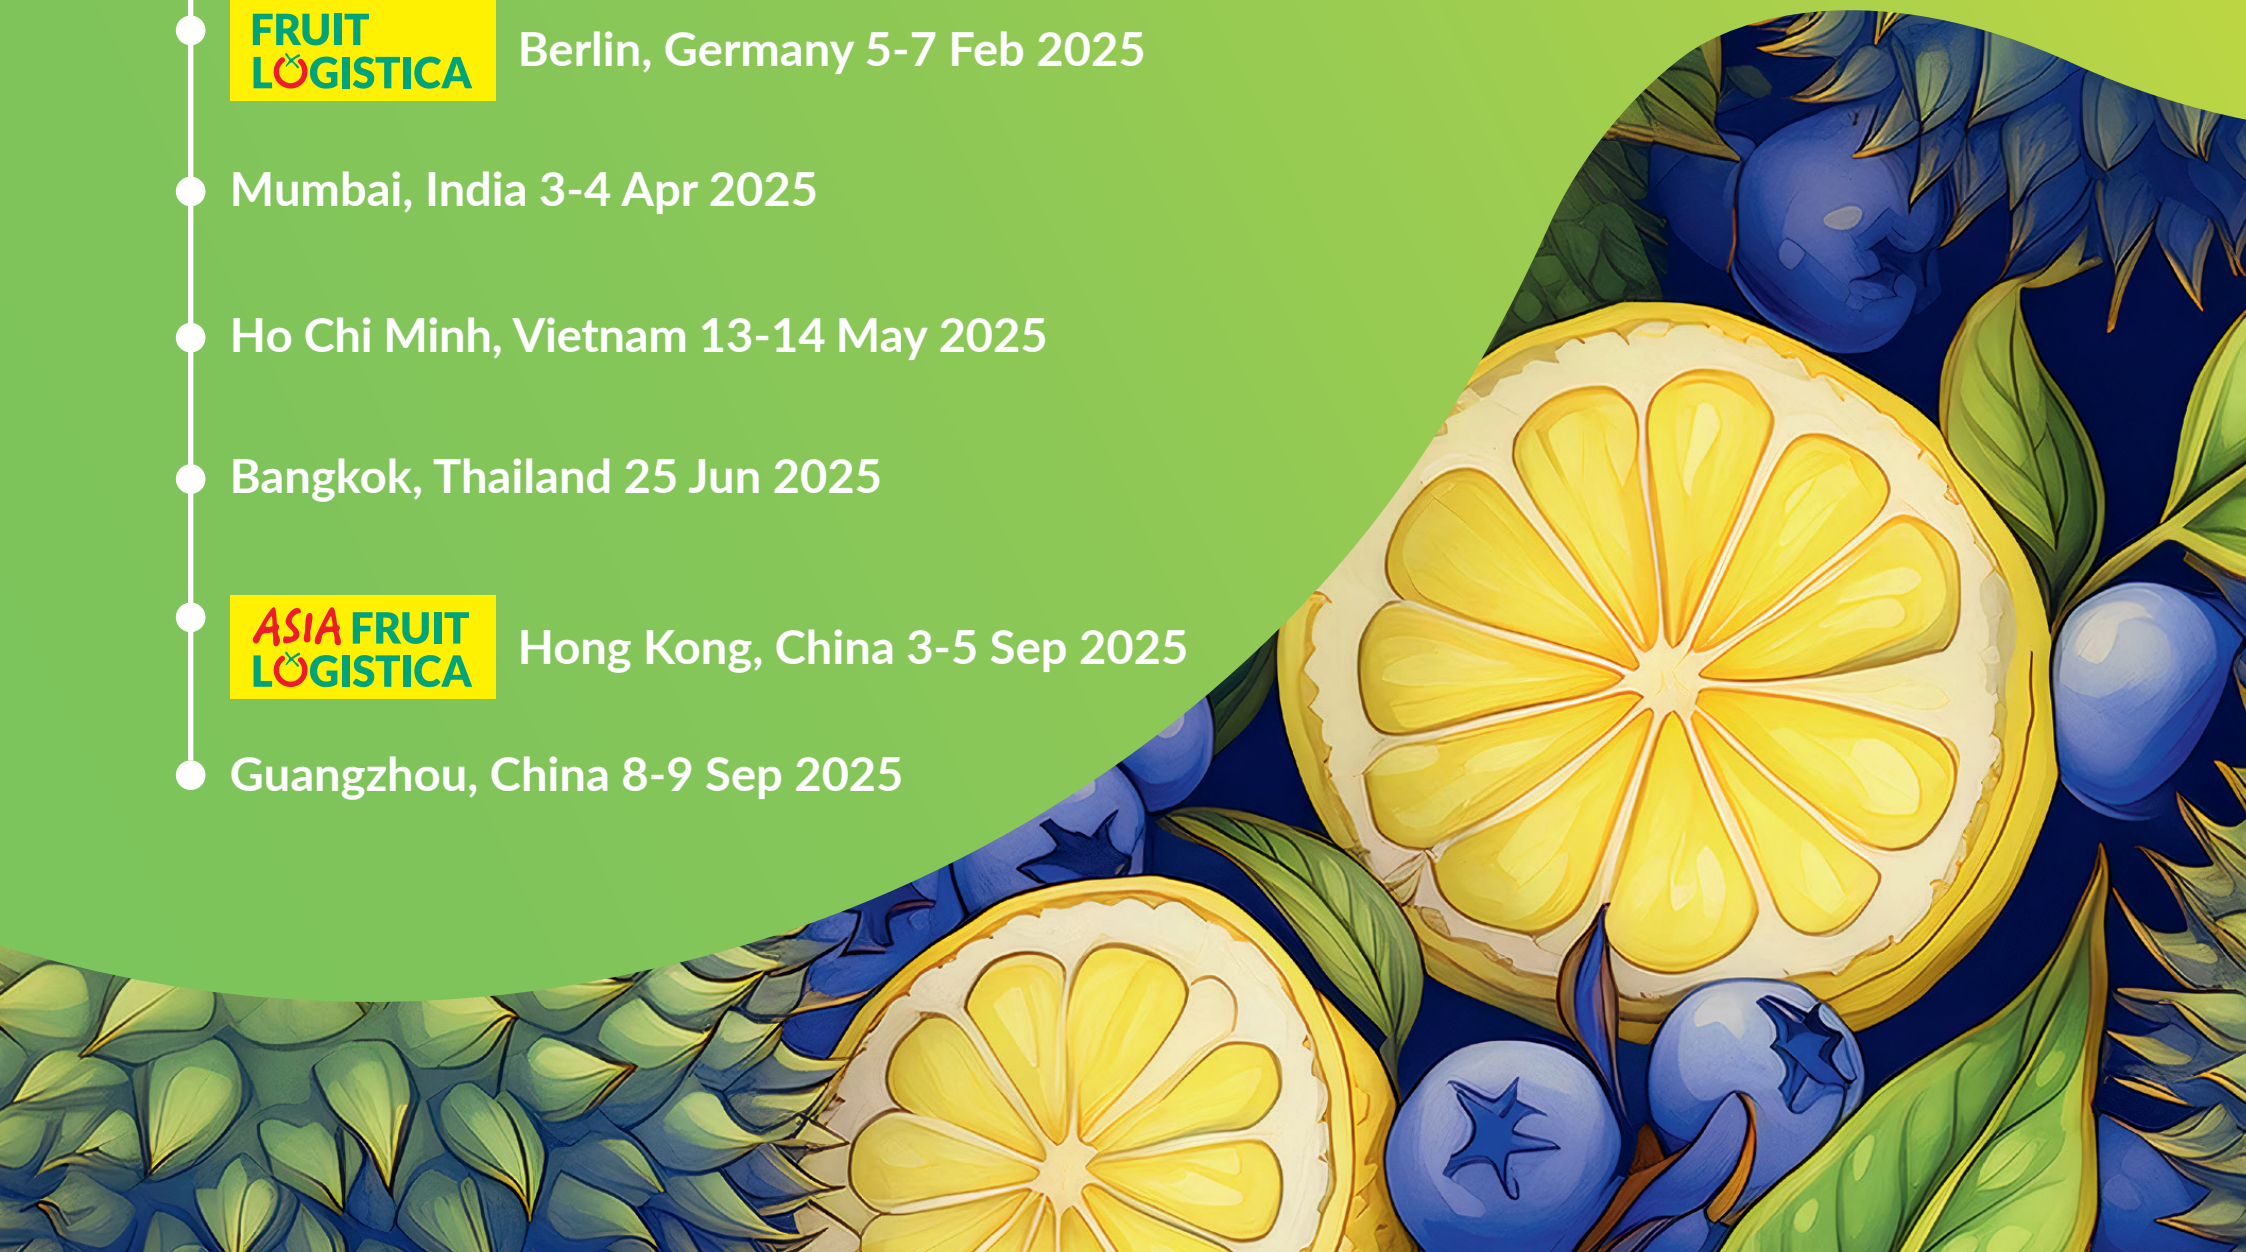 FRUIT
LOGISTICA
Berlin, Germany 5-7 Feb 2025
Mumbai, India 3-4 Apr 2025
Ho Chi Minh, Vietnam 13-14 May 2025
Bangkok, Thailand 25 Jun 2025
ASIA FRUIT
LOGISTICA
Hong Kong, China 3-5 Sep 2025
Guangzhou, China 8-9 Sep 2025